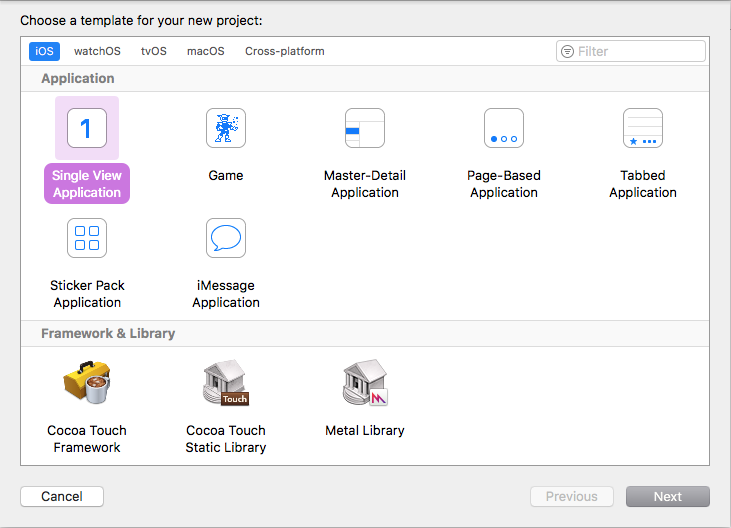 Choose a template for your new project:
iOS watchOS tvOS macOS Cross-platform Filter
Application
1
Single View
Application
Game
Master-Detail
Application
Page-Based
Application
Tabbed
Application
Sticker Pack
Application
iMessage
Application
Framework & Library
Cocoa Touch
Framework
Touch
Cocoa Touch
Static Library
Metal Library
Cancel Previous Next